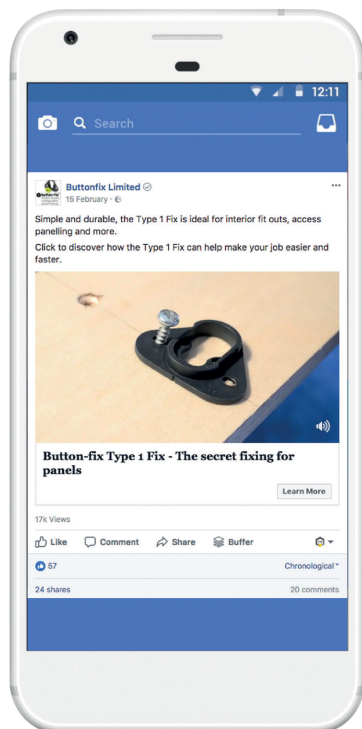 12:11
Search
Buttonfix Limited
15 February ·
Simple and durable, the Type 1 Fix is ideal for interior fit outs, access
panelling and more.
Click to discover how the Type 1 Fix can help make your job easier and
faster.
Button-fix Type 1 Fix - The secret fixing for
panels
Learn More
17k Views
Like Comment Share Buffer
57 Chronological
24 shares 20 comments